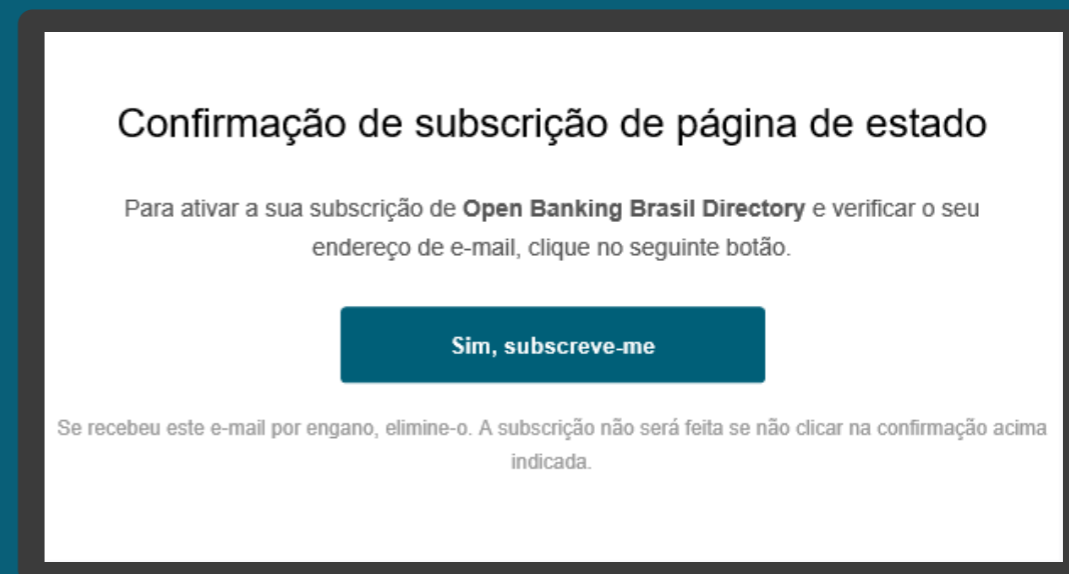 Confirmação de subscrição de página de estado
Para ativar a sua subscrição de Open Banking Brasil Directory e verificar o seu
endereço de e-mail, clique no seguinte botão.
Sim, subscreve-me
Se recebeu este e-mail por engano, elimine-o. A subscrição não será feita se não clicar na confirmação acima
indicada.